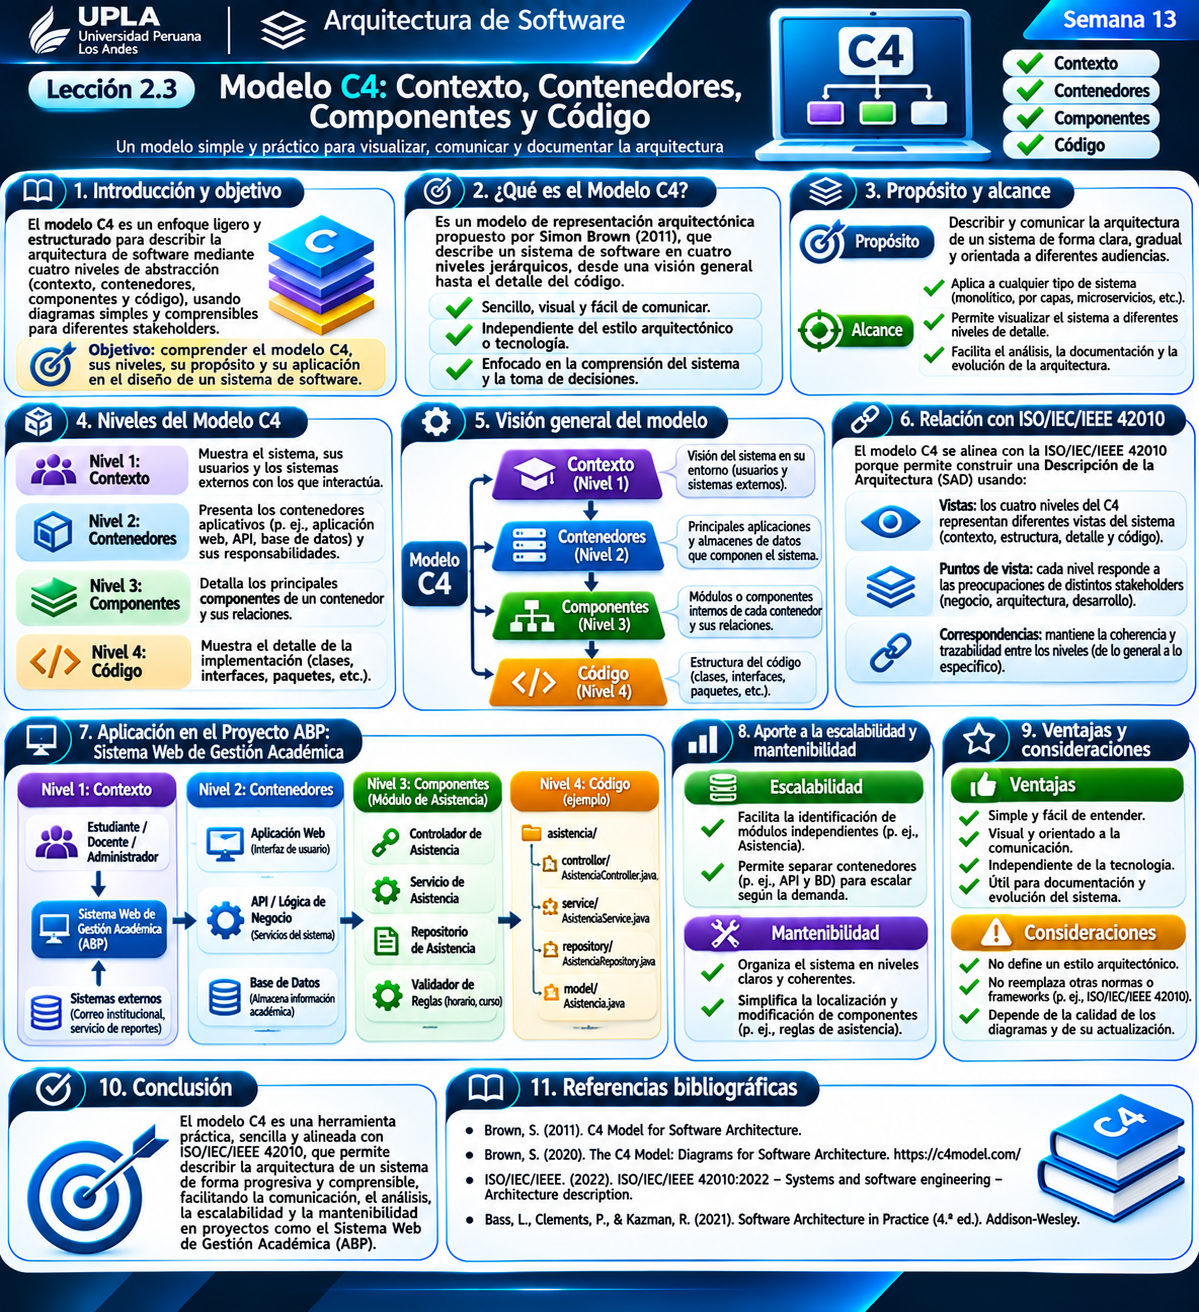 UPLA
Universidad Peruana
Los Andes
Arquitectura de Software
Semana 13
Lección 2.3
Modelo C4: Contexto, Contenedores,
Componentes y Código
Un modelo simple y práctico para visualizar, comunicar y documentar la arquitectura
C4
Contexto
Contenedores
Componentes
Código
1. Introducción y objetivo
El modelo C4 es un enfoque ligero y
estructurado para describir la
arquitectura de software mediante
cuatro niveles de abstracción
(contexto, contenedores,
componentes y código), usando
diagramas simples y comprensibles
para diferentes stakeholders.
C
Objetivo: comprender el modelo C4,
sus niveles, su propósito y su aplicación
en el diseño de un sistema de software.
2. ¿Qué es el Modelo C4?
Es un modelo de representación arquitectónica
propuesto por Simon Brown (2011), que
describe un sistema de software en cuatro
niveles jerárquicos, desde una visión general
hasta el detalle del código.
Sencillo, visual y fácil de comunicar.
Independiente del estilo arquitectónico
o tecnología.
Enfocado en la comprensión del sistema
y la toma de decisiones.
3. Propósito y alcance
Propósito
Describir y comunicar la arquitectura
de un sistema de forma clara, gradual
y orientada a diferentes audiencias.
Alcance
Aplica a cualquier tipo de sistema
(monolítico, por capas, microservicios, etc.).
Permite visualizar el sistema a diferentes
niveles de detalle.
Facilita el análisis, la documentación y la
evolución de la arquitectura.
4. Niveles del Modelo C4
Nivel 1:
Contexto
Muestra el sistema, sus
usuarios y los sistemas
externos con los que interactúa.
Nivel 2:
Contenedores
Presenta los contenedores
aplicativos (p. ej., aplicación
web, API, base de datos) y
sus responsabilidades.
Nivel 3:
Componentes
Detalla los principales
componentes de un contenedor
y sus relaciones.
Nivel 4:
Código
Muestra el detalle de la
implementación (clases,
interfaces, paquetes, etc.).
5. Visión general del modelo
Modelo
C4
Contexto
(Nivel 1)
Visión del sistema en su
entorno (usuarios y
sistemas externos).
Contenedores
(Nivel 2)
Principales aplicaciones
y almacenes de datos
que componen el sistema.
Componentes
(Nivel 3)
Módulos o componentes
internos de cada contenedor
y sus relaciones.
Código
(Nivel 4)
Estructura del código
(clases, interfaces,
paquetes, etc.).
6. Relación con ISO/IEC/IEEE 42010
El modelo C4 se alinea con la ISO/IEC/IEEE 42010
porque permite construir una Descripción de la
Arquitectura (SAD) usando:
Vistas: los cuatro niveles del C4
representan diferentes vistas del sistema
(contexto, estructura, detalle y código).
Puntos de vista: cada nivel responde a
las preocupaciones de distintos stakeholders
(negocio, arquitectura, desarrollo).
Correspondencias: mantiene la coherencia y
trazabilidad entre los niveles (de lo general a lo
específico).
7. Aplicación en el Proyecto ABP:
Sistema Web de Gestión Académica
Nivel 1: Contexto
Estudiante /
Docente /
Administrador
Sistema Web de
Gestión Académica
(ABP)
Sistemas externos
(Correo institucional,
servicio de reportes)
Nivel 2: Contenedores
Aplicación Web
(Interfaz de usuario)
API / Lógica de
Negocio
(Servicios del sistema)
Base de Datos
(Almacena información
académica)
Nivel 3: Componentes
(Módulo de Asistencia)
Controlador de
Asistencia
Servicio de
Asistencia
Repositorio
de Asistencia
Validador de
Reglas (horario, curso)
Nivel 4: Código
(ejemplo)
asistencia/
controllor/
AsistenciaController.java
service/
AsistenciaService.java
repository/
AsistenciaRepository.java
model/
Asistencia.java
8. Aporte a la escalabilidad y
mantenibilidad
Escalabilidad
Facilita la identificación de
módulos independientes (p. ej.,
Asistencia).
Permite separar contenedores
(p. ej., API y BD) para escalar
según la demanda.
Mantenibilidad
Organiza el sistema en niveles
claros y coherentes.
Simplifica la localización y
modificación de componentes
(p. ej., reglas de asistencia).
9. Ventajas y
consideraciones
Ventajas
Simple y fácil de entender.
Visual y orientado a la
comunicación.
Independiente de la tecnología.
Útil para documentación y
evolución del sistema.
Consideraciones
No define un estilo arquitectónico.
No reemplaza otras normas o
frameworks (p. ej., ISO/IEC/IEEE 42010).
Depende de la calidad de los
diagramas y de su actualización.
10. Conclusión
El modelo C4 es una herramienta
práctica, sencilla y alineada con
ISO/IEC/IEEE 42010, que permite
describir la arquitectura de un sistema
de forma progresiva y comprensible,
facilitando la comunicación, el análisis,
la escalabilidad y la mantenibilidad
en proyectos como el Sistema Web
de Gestión Académica (ABP).
11. Referencias bibliográficas
• Brown, S. (2011). C4 Model for Software Architecture.
• Brown, S. (2020). The C4 Model: Diagrams for Software Architecture. https://c4model.com/
• ISO/IEC/IEEE. (2022). ISO/IEC/IEEE 42010:2022 – Systems and software engineering –
Architecture description.
• Bass, L., Clements, P., & Kazman, R. (2021). Software Architecture in Practice (4.ª ed.). Addison-Wesley.
C4